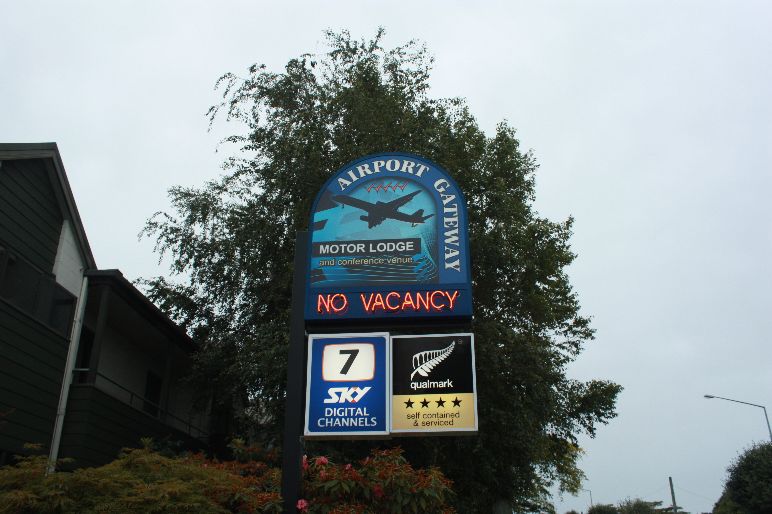 AIRPORT GATEWAY
MOTOR LODGE
and conference venue
NO VACANCY
7
SKY
DIGITAL
CHANNELS
qualmark
self contained
& serviced